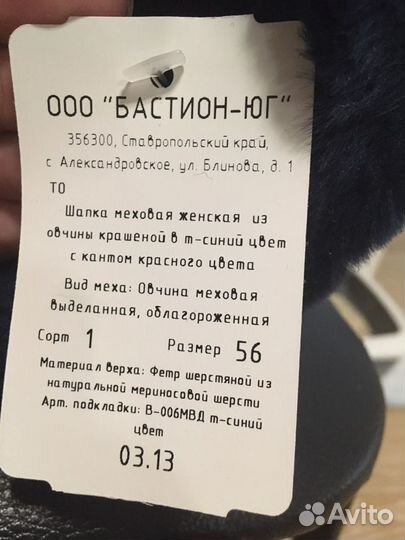 ООО "БАСТИОН-ЮГ"
356300, Ставропольский край,
с. Александровское, ул. Блинова, д. 1
ТО
Шапка меховая женская из
овчины крашеной в т-синий цвет
с кантом красного цвета
Вид меха: Овчина меховая
выделанная, облагороженная
Сорт 1 Размер 56
Материал верха: Фетр шерстяной из
натуральной мериносовой шерсти
Арт. подкладки: В-006МВД т-синий
цвет
03.13
Avito